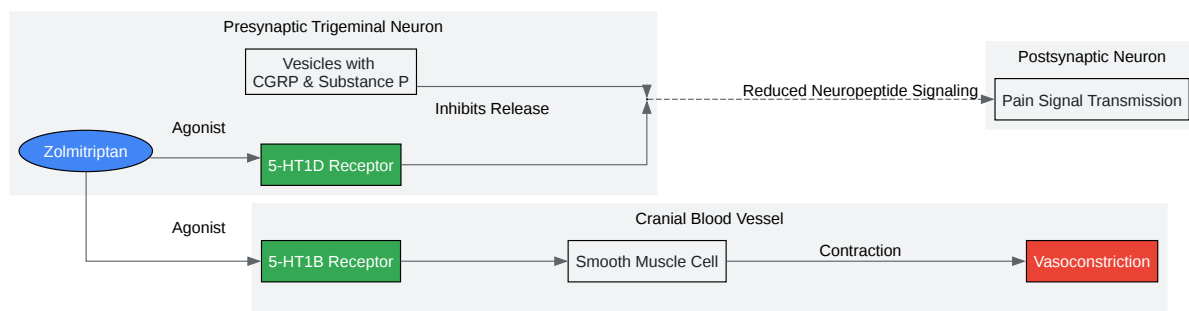 Presynaptic Trigeminal Neuron
Vesicles with
CGRP & Substance P
Inhibits Release
Reduced Neuropeptide Signaling
Postsynaptic Neuron
Pain Signal Transmission
Agonist
Zolmitriptan
5-HT1D Receptor
Cranial Blood Vessel
Agonist
5-HT1B Receptor
Smooth Muscle Cell
Contraction
Vasoconstriction